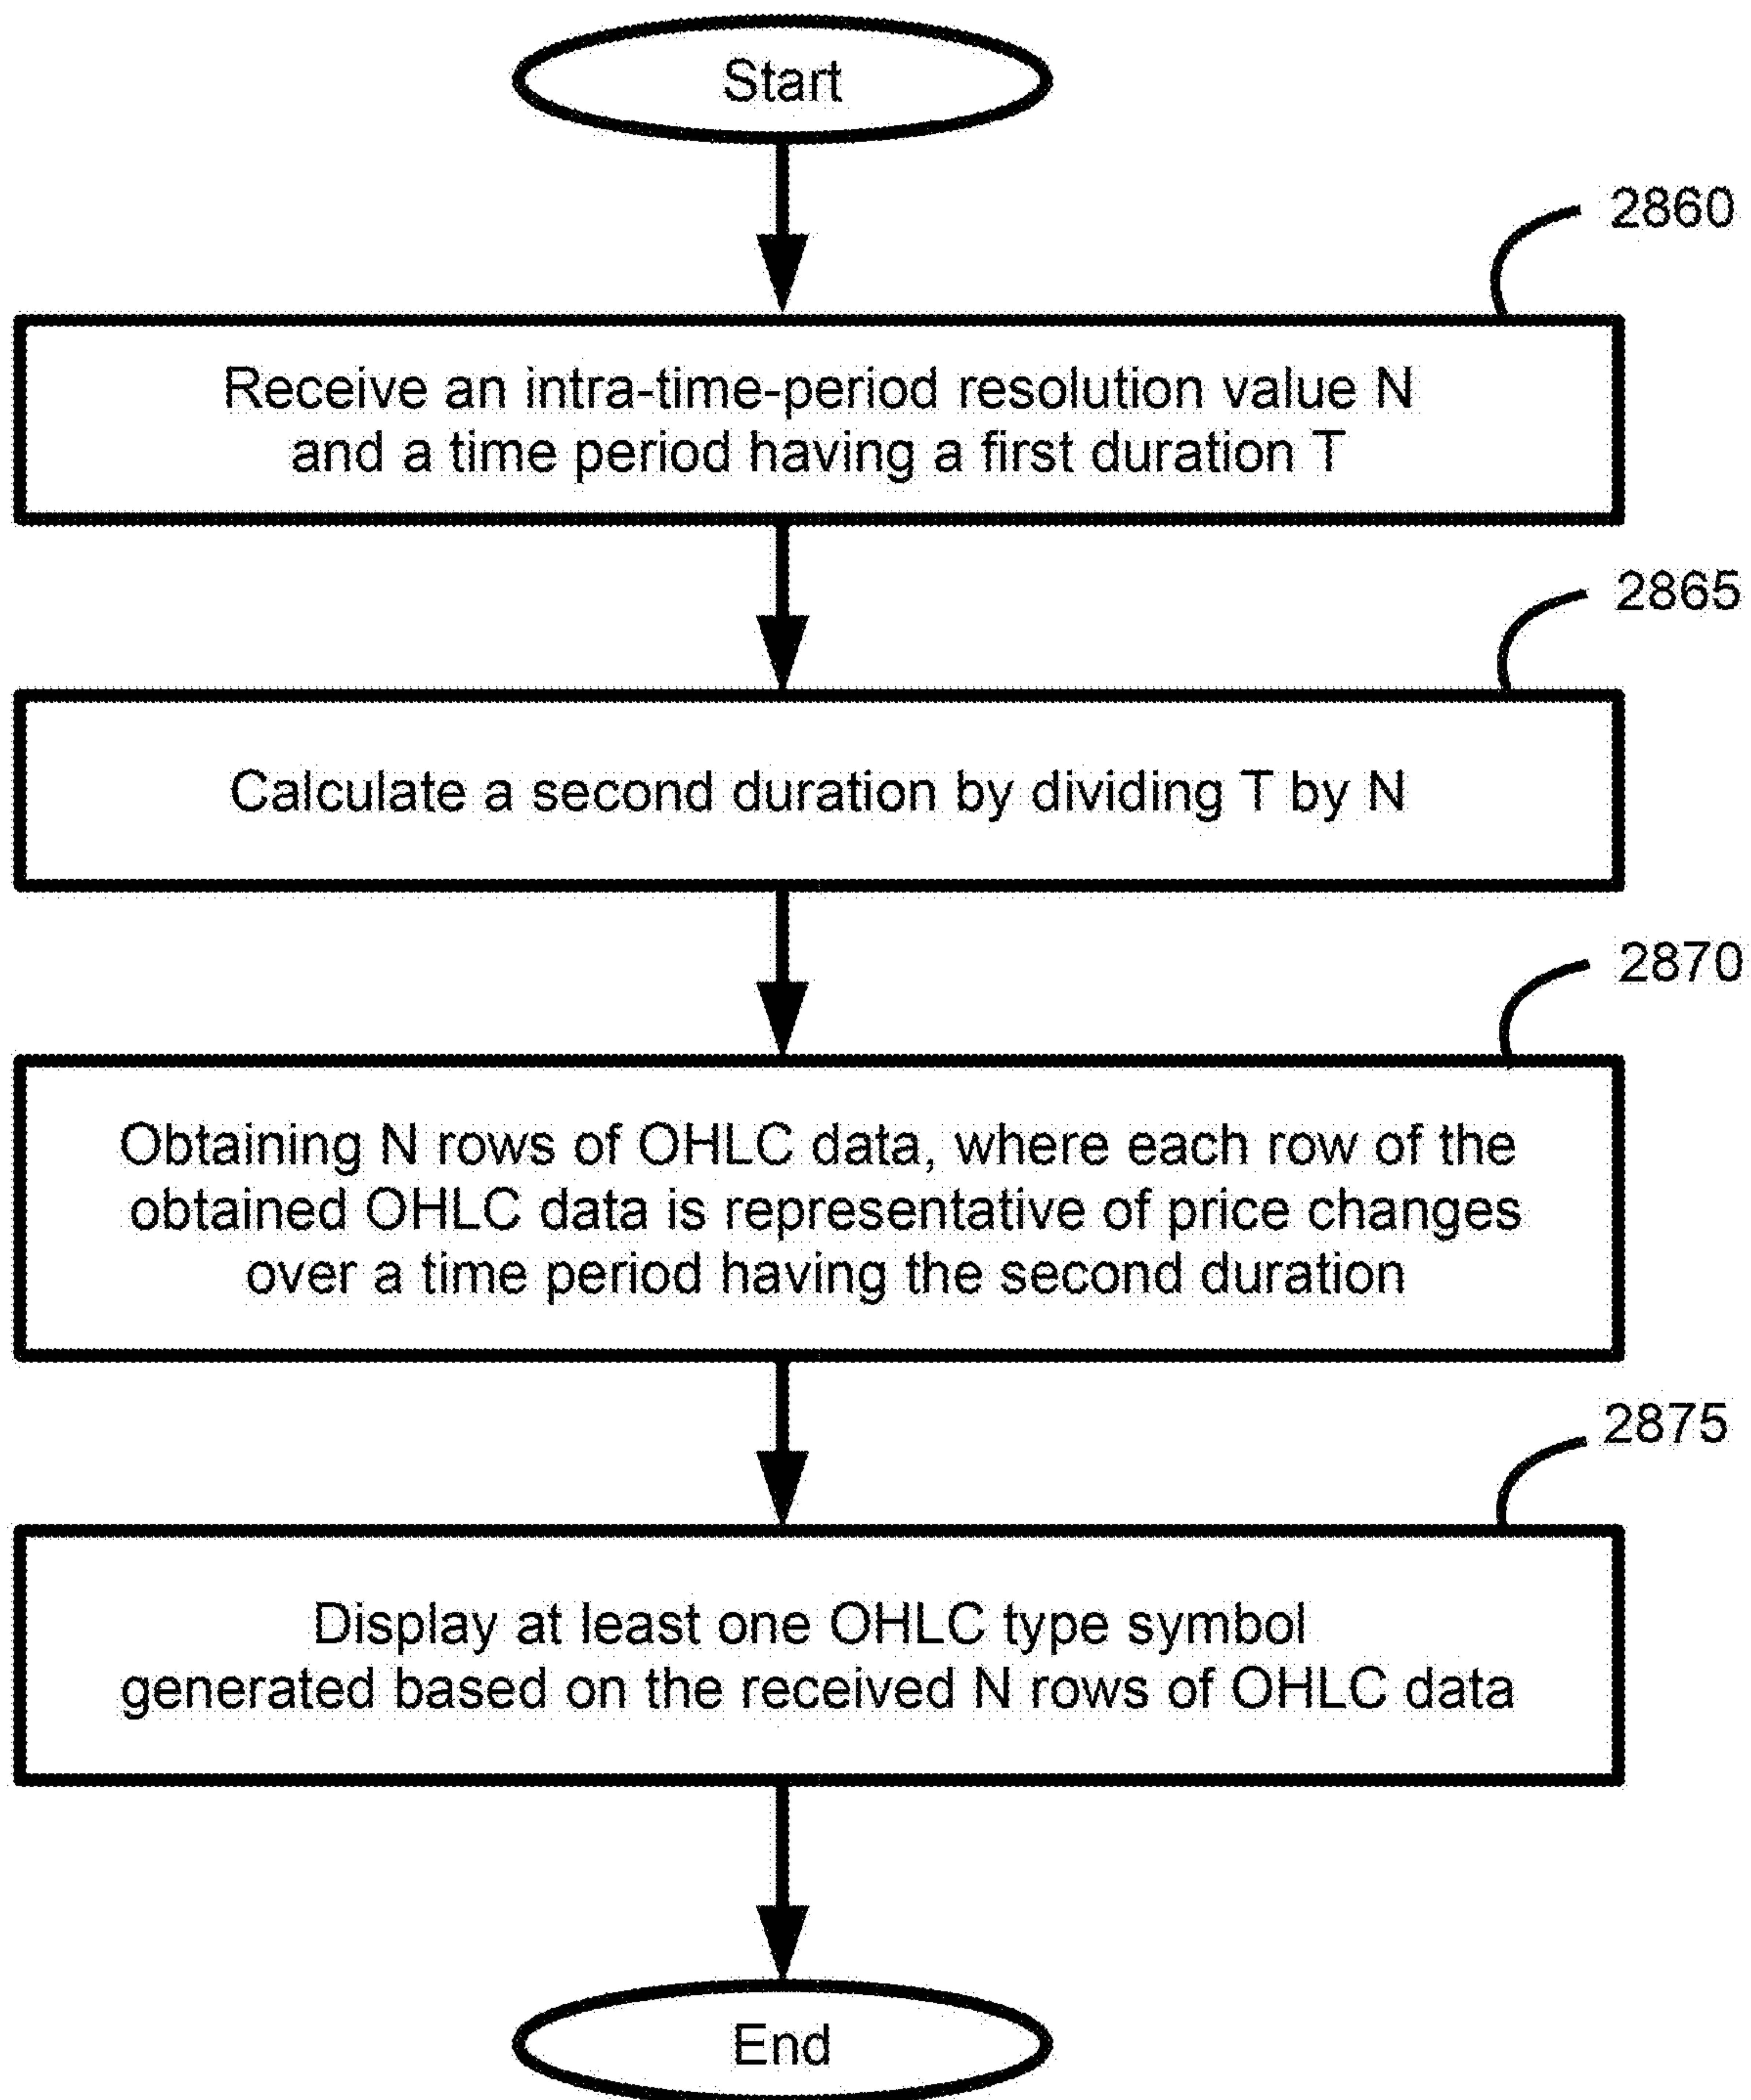 Start
2860
Receive an intra-time-period resolution value N
and a time period having a first duration T
2865
Calculate a second duration by dividing T by N
2870
Obtaining N rows of OHLC data, where each row of the
obtained OHLC data is representative of price changes
over a time period having the second duration
2875
Display at least one OHLC type symbol
generated based on the received N rows of OHLC data
End